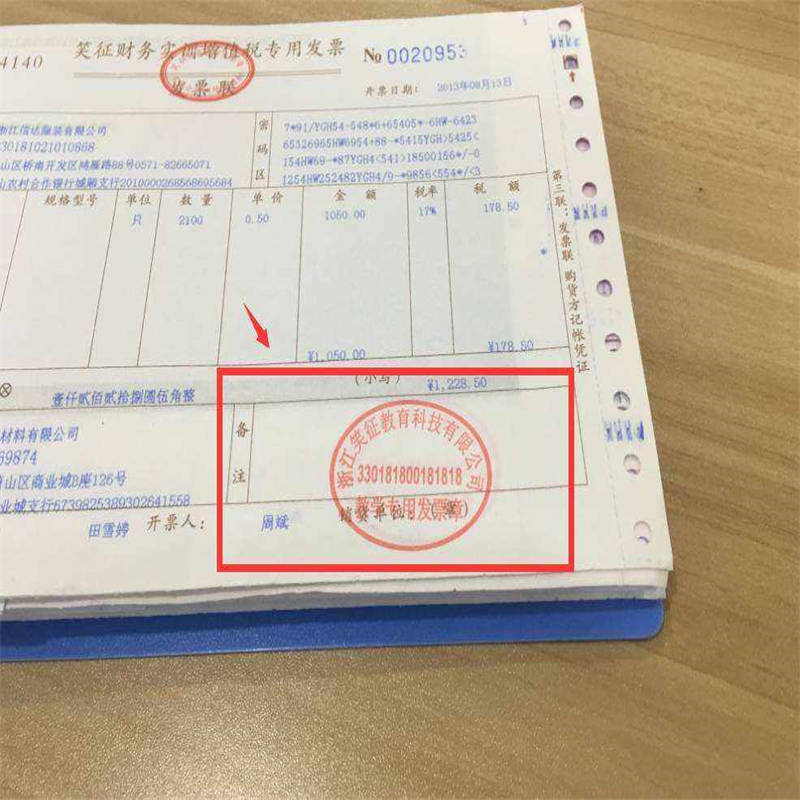 4140
笑征财务实训增值税专用发票
发票联
No 0020953
开票日期： 2013年08月13日
浙江信达服装有限公司
330181021010868
山区桥南开发区鸿雁路88号0571-82665071
山农村合作银行城厢支行2010000268568695684
密码区
7*91/YGH54-548*6+65405*-6HW-6423
65326965HW6954+88-*5415YGH>5425<
154HW69-*87YGH4<541>18500156*/-6
1254HW252482YGH4/9-*9856<554*/<3
规格型号 单位 数量 单价 金额 税率 税额
只 2100 0.50 1050.00 17% 178.50
¥1,050.00 ¥178.50
壹仟贰佰贰拾捌圆伍角整 (小写) ¥1,228.50
第三联：发票联 购货方记帐凭证
材料有限公司
69874
山区商业城B座126号
业城支行6739825389302641558
备注
浙江笑征教育科技有限公司
330181800181818
教学专用发票章
田雪婷 开票人： 周斌 销货单位：(章)